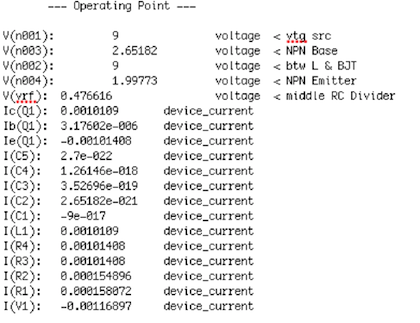 --- Operating Point ---
V(n001): 9 voltage < vtg src
V(n003): 2.65182 voltage < NPN Base
V(n002): 9 voltage < btw L & BJT
V(n004): 1.99773 voltage < NPN Emitter
V(vrf): 0.476616 voltage < middle RC Divider
Ic(Q1): 0.0010109 device_current
Ib(Q1): 3.17602e-006 device_current
Ie(Q1): -0.00101408 device_current
I(C5): 2.7e-022 device_current
I(C4): 1.26146e-018 device_current
I(C3): 3.52696e-019 device_current
I(C2): 2.65182e-021 device_current
I(C1): -9e-017 device_current
I(L1): 0.0010109 device_current
I(R4): 0.00101408 device_current
I(R3): 0.00101408 device_current
I(R2): 0.000154896 device_current
I(R1): 0.000158072 device_current
I(V1): -0.00116897 device_current